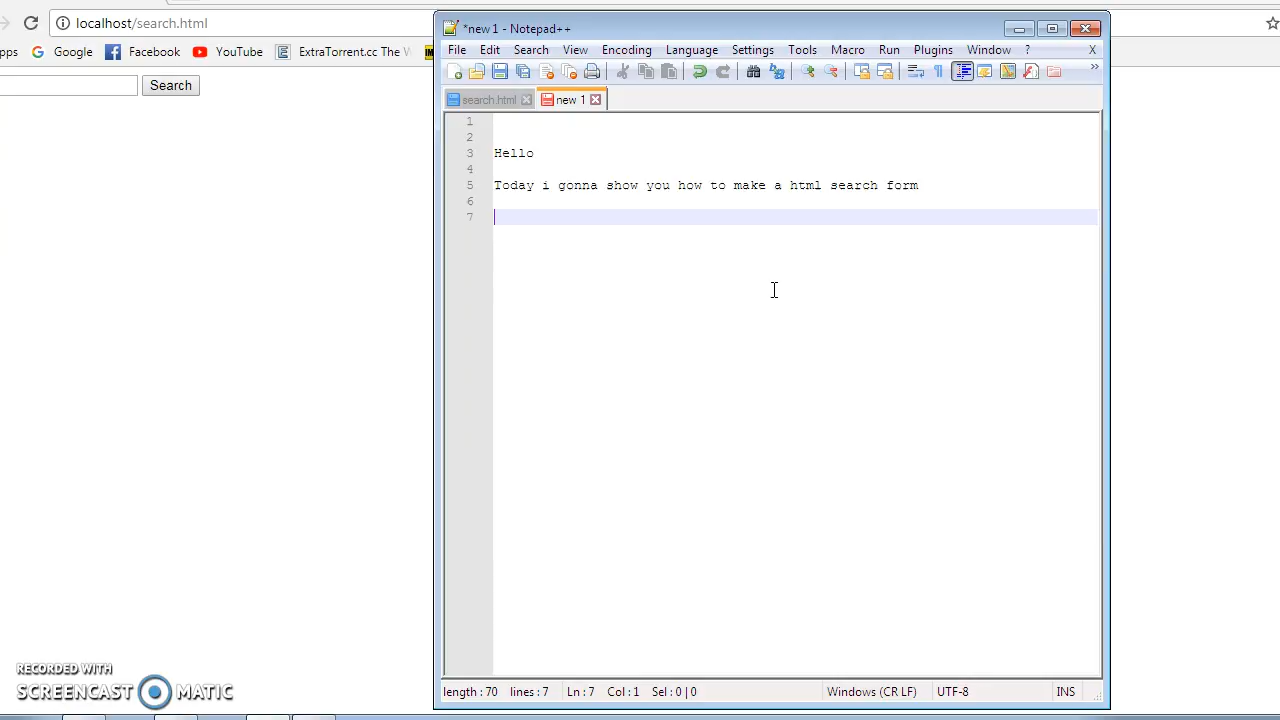 localhost/search.html
pps Google Facebook YouTube ExtraTorrent.cc The
Search
*new 1 - Notepad++
File Edit Search View Encoding Language Settings Tools Macro Run Plugins Window ? X
search.html new 1
1
2
3 Hello
4
5 Today i gonna show you how to make a html search form
6
7
RECORDED WITH
SCREENCAST MATIC
length : 70 lines : 7 Ln : 7 Col : 1 Sel : 0 | 0 Windows (CR LF) UTF-8 INS